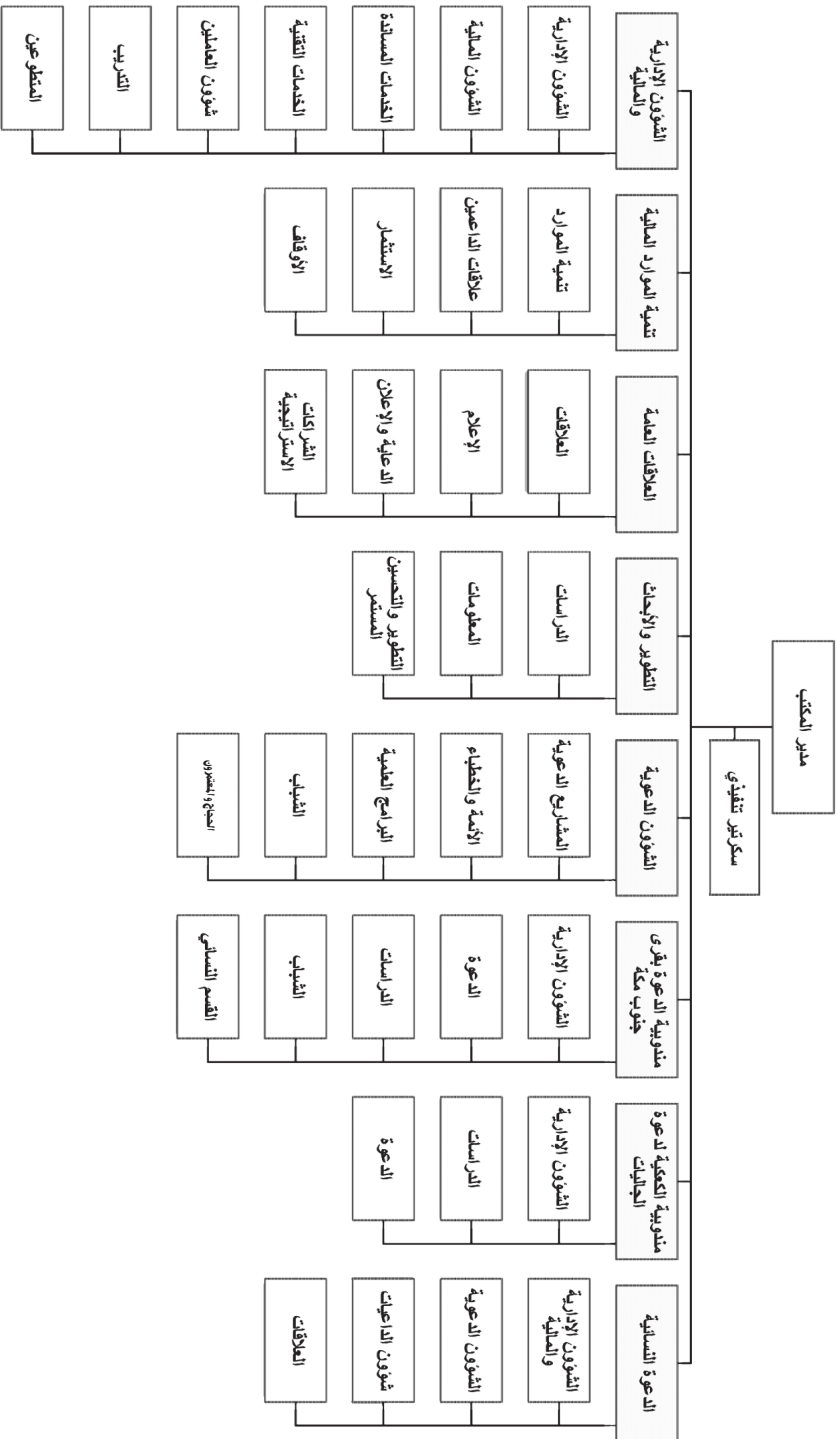 مدير المكتب
سكرتير تنفيذي
الدعوة النسائية
الشؤون الإدارية
والمالية
الشؤون الدعوية
شؤون الداعيات
العلاقات
مندوبية الكعكية لدعوة
الجاليات
الشؤون الإدارية
الدراسات
الدعوة
مندوبية الدعوة بقرى
جنوب مكة
الشؤون الإدارية
الدعوة
الدراسات
الشباب
القسم النسائي
الشؤون الدعوية
المشاريع الدعوية
الأئمة والخطباء
البرامج العلمية
الشباب
الحجاج والمعتمرون
التطوير والأبحاث
الدراسات
المعلومات
التطوير والتحسين
المستمر
العلاقات العامة
العلاقات
الإعلام
الدعاية والإعلان
الشراكات
الاستراتيجية
تنمية الموارد المالية
تنمية الموارد
علاقات الداعمين
الاستثمار
الأوقاف
الشؤون الإدارية
والمالية
الشؤون الإدارية
الشؤون المالية
الخدمات المساندة
الخدمات التقنية
شؤون العاملين
التدريب
المتطوعين